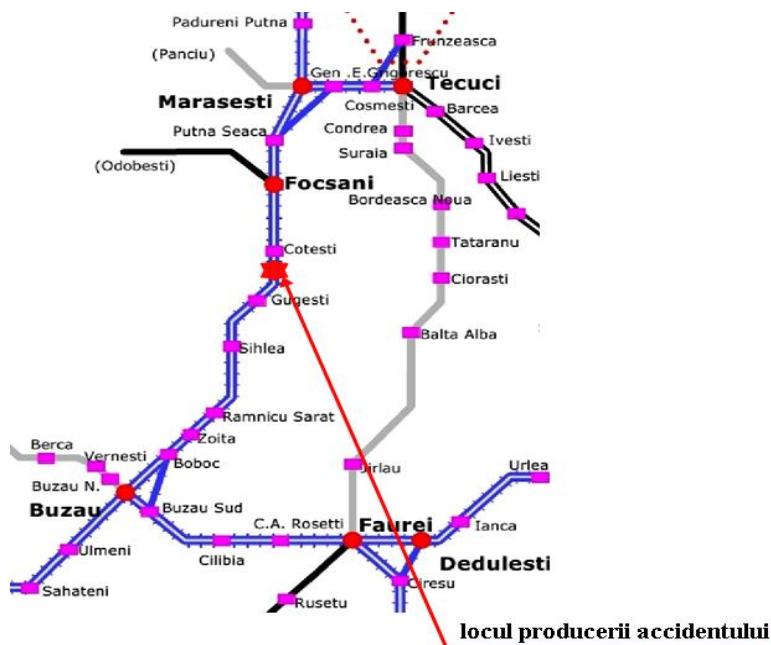 Padureni Putna
(Panciu)
Frunzeasca
Gen .E.Grigorescu
Tecuci
Marasesti
Cosmesti
Barcea
Putna Seaca
Condrea
Ivesti
Suraia
(Odobesti)
Liesti
Focsani
Bordeasca Noua
Cotesti
Tataranu
Ciorasti
Gugesti
Balta Alba
Sihlea
Ramnicu Sarat
Zoita
Berca
Vernesti
Boboc
Jirlau
Urlea
Buzau N.
Buzau
Buzau Sud
C.A. Rosetti
Faurei
Ianca
Ulmeni
Cilibia
Dedulesti
Ciresu
Sahateni
Rusetu
locul producerii accidentului